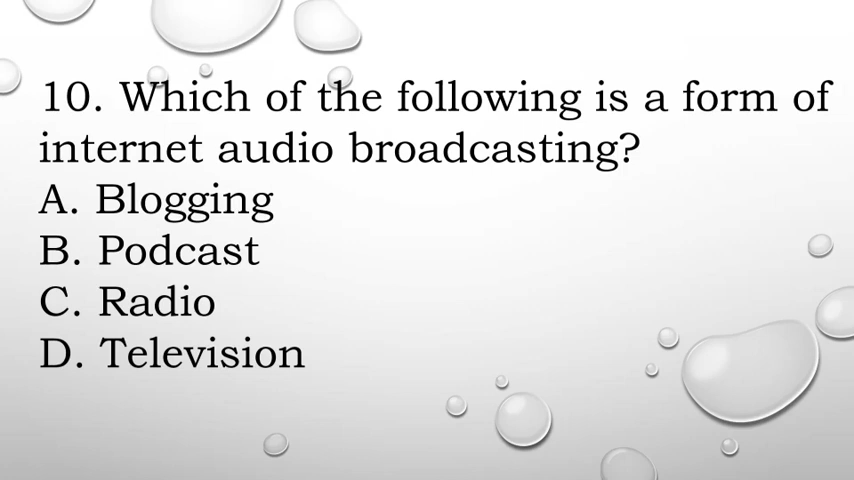 10. Which of the following is a form of
internet audio broadcasting?
A. Blogging
B. Podcast
C. Radio
D. Television